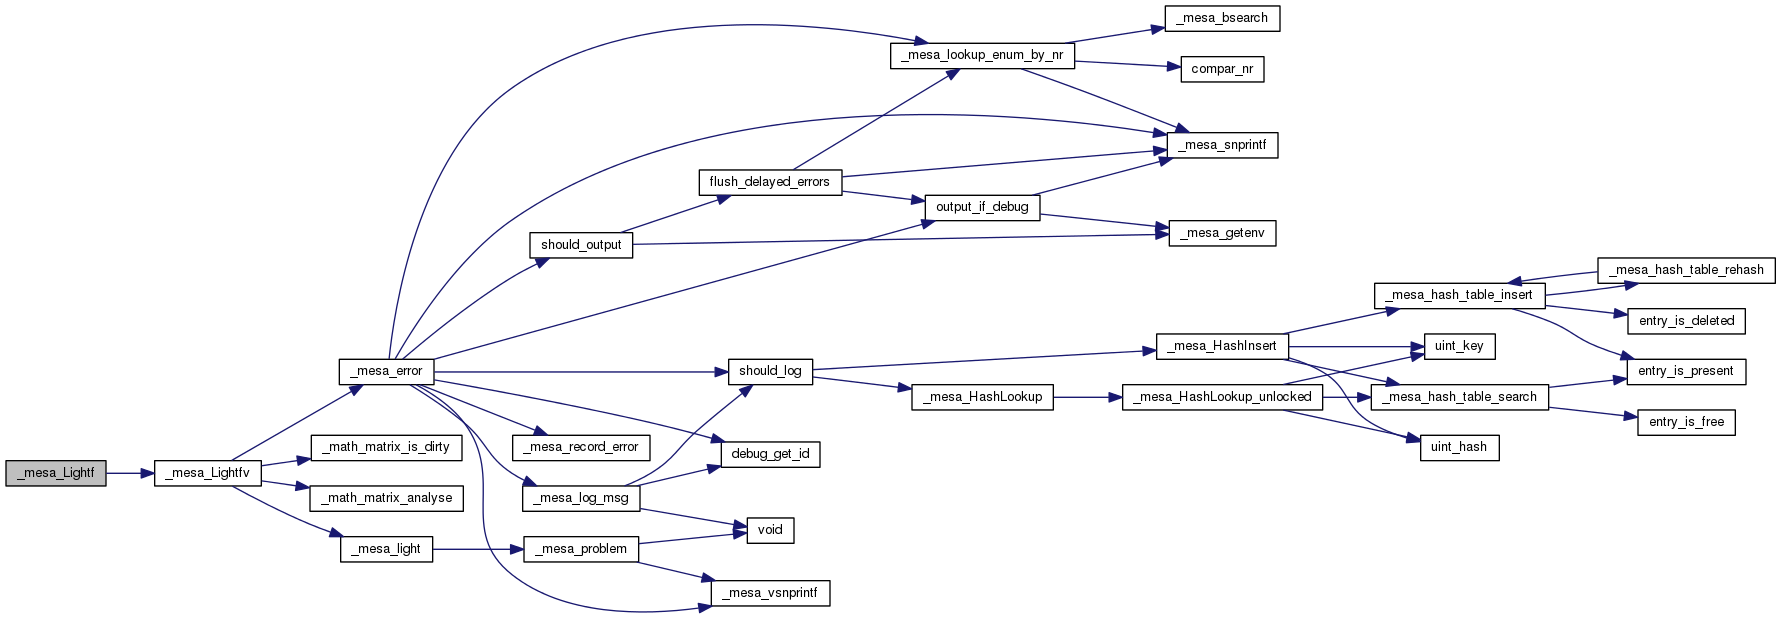 _mesa_bsearch
_mesa_lookup_enum_by_nr
compar_nr
_mesa_snprintf
flush_delayed_errors
output_if_debug
_mesa_getenv
should_output
_mesa_hash_table_rehash
_mesa_hash_table_insert
entry_is_deleted
_mesa_HashInsert
uint_key
_mesa_error
should_log
entry_is_present
_mesa_HashLookup
_mesa_HashLookup_unlocked
_mesa_hash_table_search
entry_is_free
_math_matrix_is_dirty
_mesa_record_error
uint_hash
debug_get_id
_mesa_Lightf
_mesa_Lightfv
_math_matrix_analyse
_mesa_log_msg
void
_mesa_light
_mesa_problem
_mesa_vsnprintf